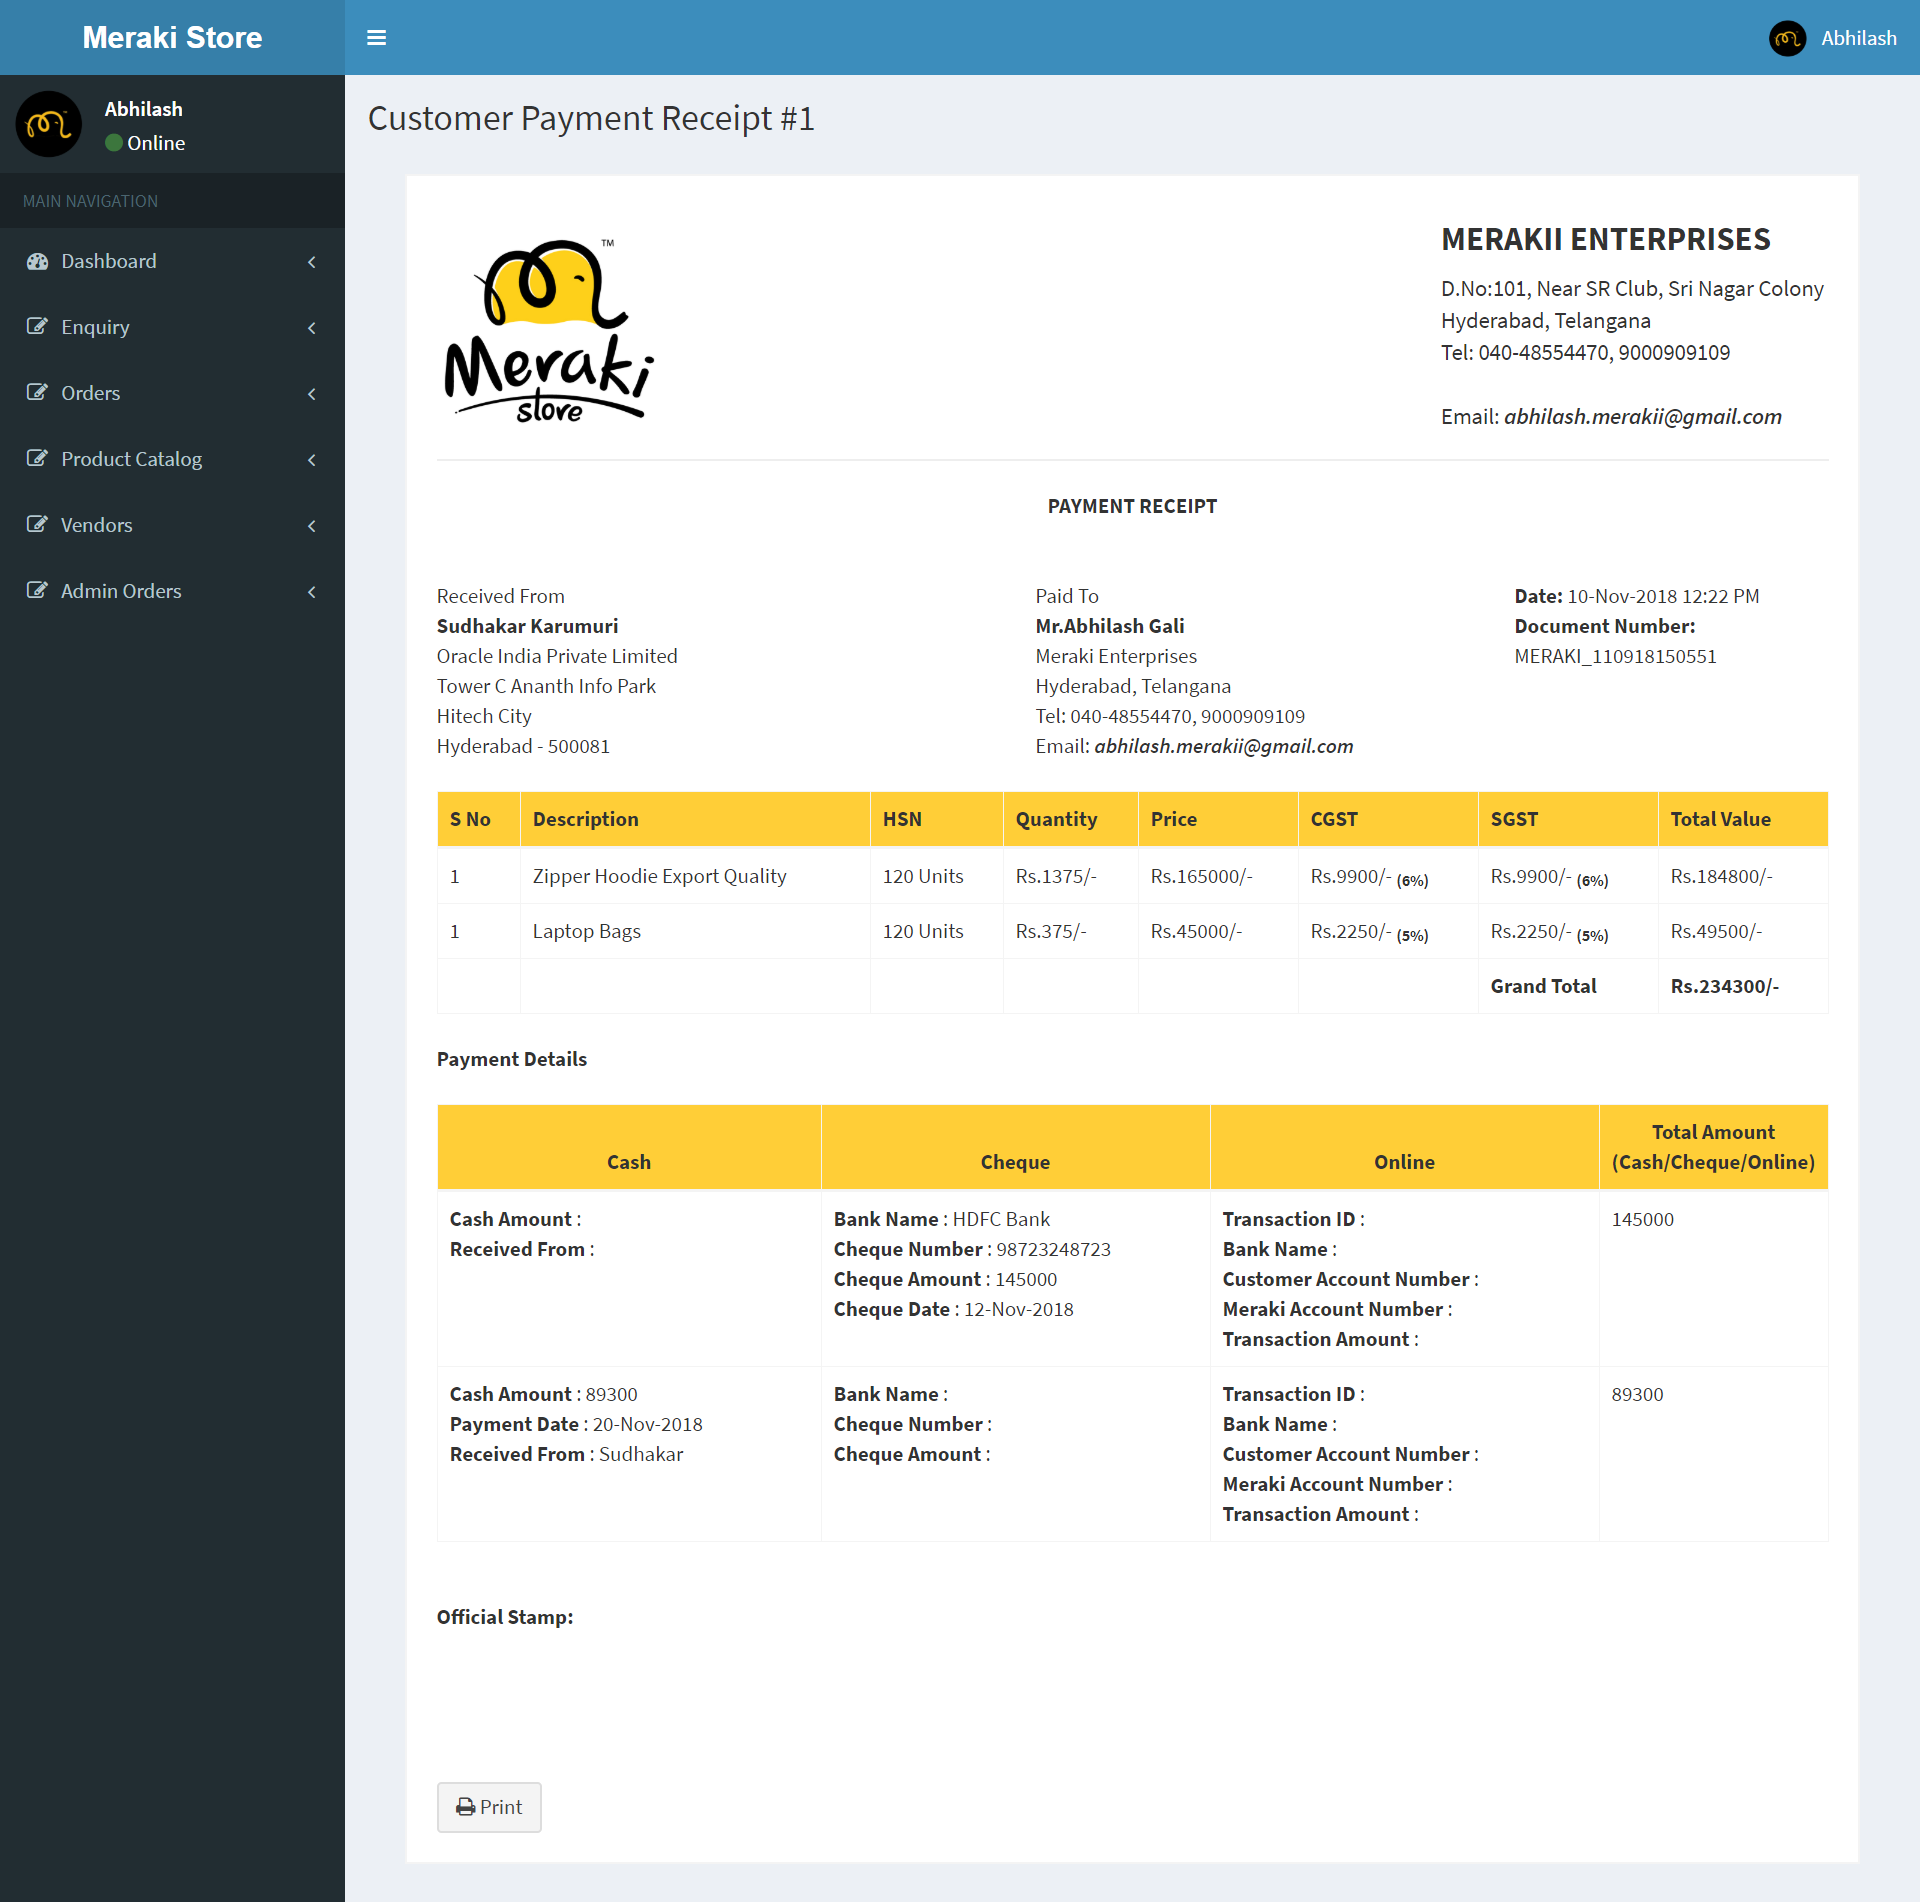 Meraki Store
Abhilash
Abhilash
Online
MAIN NAVIGATION
Dashboard
Enquiry
Orders
Product Catalog
Vendors
Admin Orders
Customer Payment Receipt #1
TM
Meraki
store
MERAKII ENTERPRISES
D.No:101, Near SR Club, Sri Nagar Colony
Hyderabad, Telangana
Tel: 040-48554470, 9000909109
Email: abhilash.merakii@gmail.com
PAYMENT RECEIPT
Received From
Sudhakar Karumuri
Oracle India Private Limited
Tower C Ananth Info Park
Hitech City
Hyderabad - 500081
Paid To
Mr.Abhilash Gali
Meraki Enterprises
Hyderabad, Telangana
Tel: 040-48554470, 9000909109
Email: abhilash.merakii@gmail.com
Date: 10-Nov-2018 12:22 PM
Document Number:
MERAKI_110918150551
S No Description HSN Quantity Price CGST SGST Total Value
1 Zipper Hoodie Export Quality 120 Units Rs.1375/- Rs.165000/- Rs.9900/- (6%) Rs.9900/- (6%) Rs.184800/-
1 Laptop Bags 120 Units Rs.375/- Rs.45000/- Rs.2250/- (5%) Rs.2250/- (5%) Rs.49500/-
Grand Total Rs.234300/-
Payment Details
Cash
Cheque
Online
Total Amount
(Cash/Cheque/Online)
Cash Amount :
Received From :
Bank Name : HDFC Bank
Cheque Number : 98723248723
Cheque Amount : 145000
Cheque Date : 12-Nov-2018
Transaction ID :
Bank Name :
Customer Account Number :
Meraki Account Number :
Transaction Amount :
145000
Cash Amount : 89300
Payment Date : 20-Nov-2018
Received From : Sudhakar
Bank Name :
Cheque Number :
Cheque Amount :
Transaction ID :
Bank Name :
Customer Account Number :
Meraki Account Number :
Transaction Amount :
89300
Official Stamp:
Print